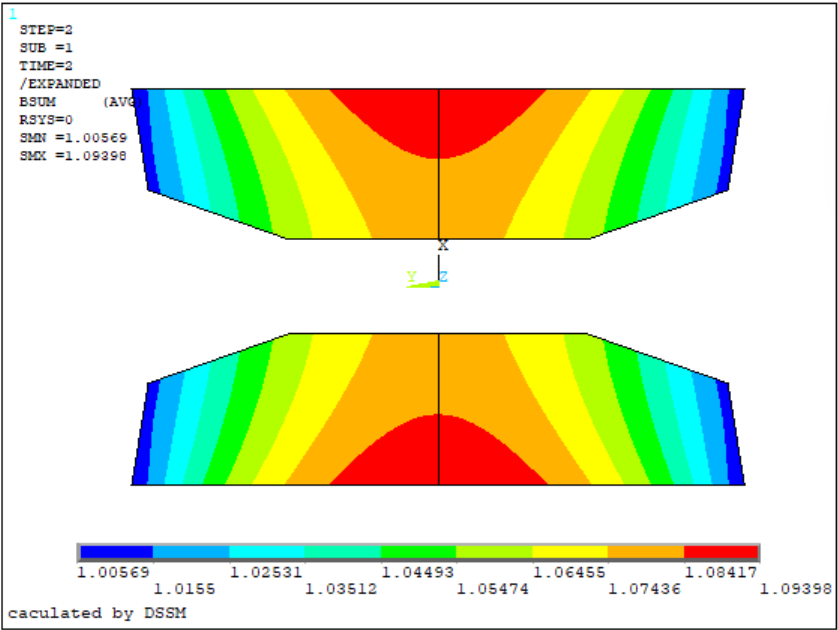 1
STEP=2
SUB =1
TIME=2
/EXPANDED
BSUM (AVG
RSYS=0
SMN =1.00569
SMX =1.09398
X
Y Z
1.00569 1.02531 1.04493 1.06455 1.08417
1.0155 1.03512 1.05474 1.07436 1.09398
caculated by DSSM